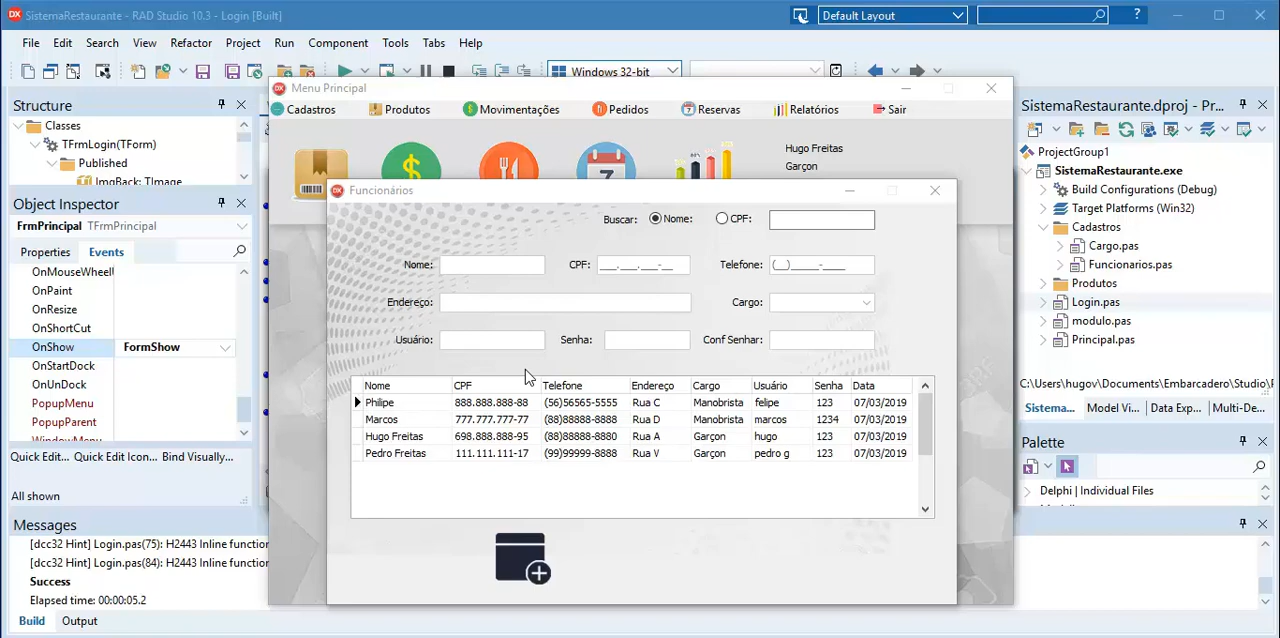 SistemaRestaurante - RAD Studio 10.3 - Login [Built]
Default Layout
?
File Edit Search View Refactor Project Run Component Tools Tabs Help
Windows 32-bit
Structure
Classes
TFrmLogin(TForm)
Published
ImgBack: TImage
Object Inspector
FrmPrincipal TFrmPrincipal
Properties Events
OnMouseWheel
OnPaint
OnResize
OnShortCut
OnShow FormShow
OnStartDock
OnUnDock
PopupMenu
PopupParent
WindowMenu
Quick Edit... Quick Edit Icon... Bind Visually...
All shown
Messages
[dcc32 Hint] Login.pas(75): H2443 Inline function
[dcc32 Hint] Login.pas(84): H2443 Inline function
Success
Elapsed time: 00:00:05.2
Build Output
Menu Principal
Cadastros Produtos Movimentações Pedidos Reservas Relatórios Sair
Hugo Freitas
Garçon
Funcionários
Buscar: Nome: CPF:
Nome: CPF: ___.___.___-__ Telefone: (__)_____-____
Endereço: Cargo:
Usuário: Senha: Conf Senhar:
Nome CPF Telefone Endereço Cargo Usuário Senha Data
Philipe 888.888.888-88 (56)56565-5555 Rua C Manobrista felipe 123 07/03/2019
Marcos 777.777.777-77 (88)88888-8888 Rua D Manobrista marcos 1234 07/03/2019
Hugo Freitas 698.888.888-95 (88)88888-8880 Rua A Garçon hugo 123 07/03/2019
Pedro Freitas 111.111.111-17 (99)99999-8888 Rua V Garçon pedro g 123 07/03/2019
SistemaRestaurante.dproj - Pr...
ProjectGroup1
SistemaRestaurante.exe
Build Configurations (Debug)
Target Platforms (Win32)
Cadastros
Cargo.pas
Funcionarios.pas
Produtos
Login.pas
modulo.pas
Principal.pas
C:\Users\hugov\Documents\Embarcadero\Studio\P
Sistema... Model Vi... Data Exp... Multi-De...
Palette
Delphi | Individual Files